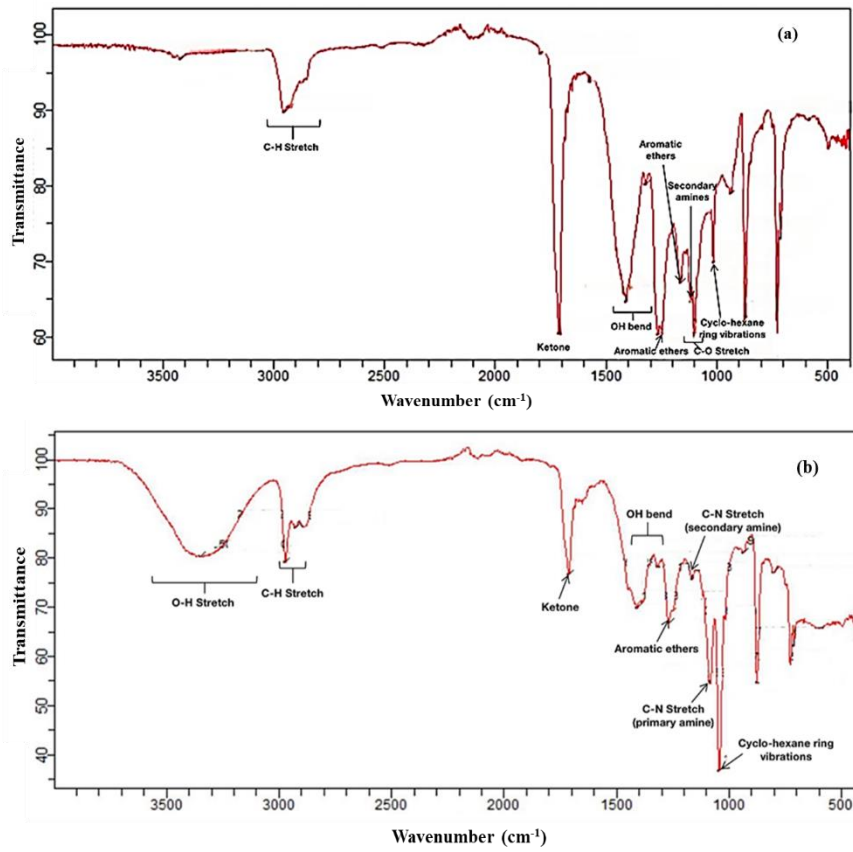 (a)
100
90
80
70
60
Transmittance
C-H Stretch
Aromatic
ethers
Secondary
amines
OH bend
Cyclo-hexane
ring vibrations
Ketone
Aromatic ethers
C-O Stretch
3500
3000
2500
2000
1500
1000
500
Wavenumber (cm⁻¹)
(b)
100
90
80
70
60
50
40
Transmittance
OH bend
C-N Stretch
(secondary amine)
O-H Stretch
C-H Stretch
Ketone
Aromatic ethers
C-N Stretch
(primary amine)
Cyclo-hexane ring
vibrations
3500
3000
2500
2000
1500
1000
500
Wavenumber (cm⁻¹)